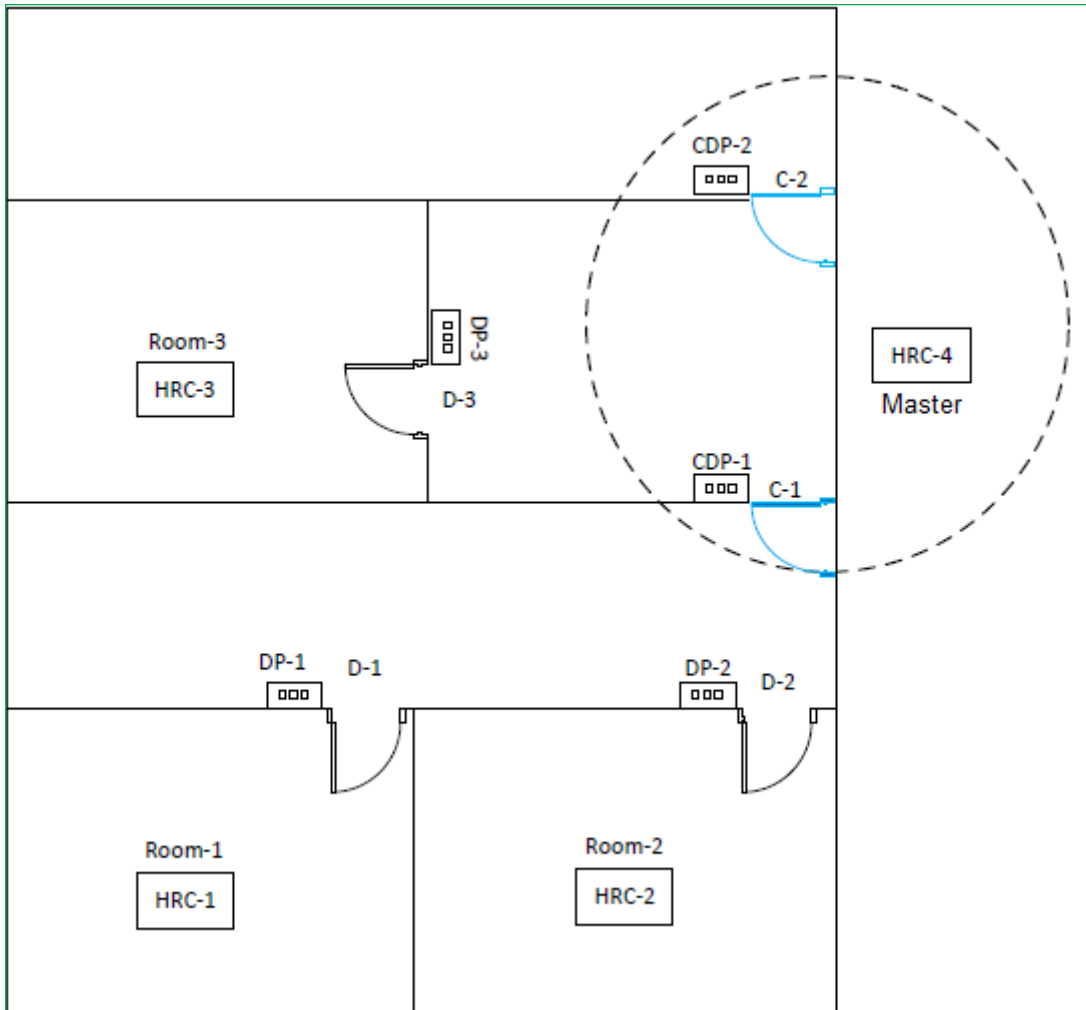 CDP-2
C-2
Room-3
HRC-3
DP-3
D-3
HRC-4
Master
CDP-1
C-1
DP-1
D-1
DP-2
D-2
Room-1
HRC-1
Room-2
HRC-2